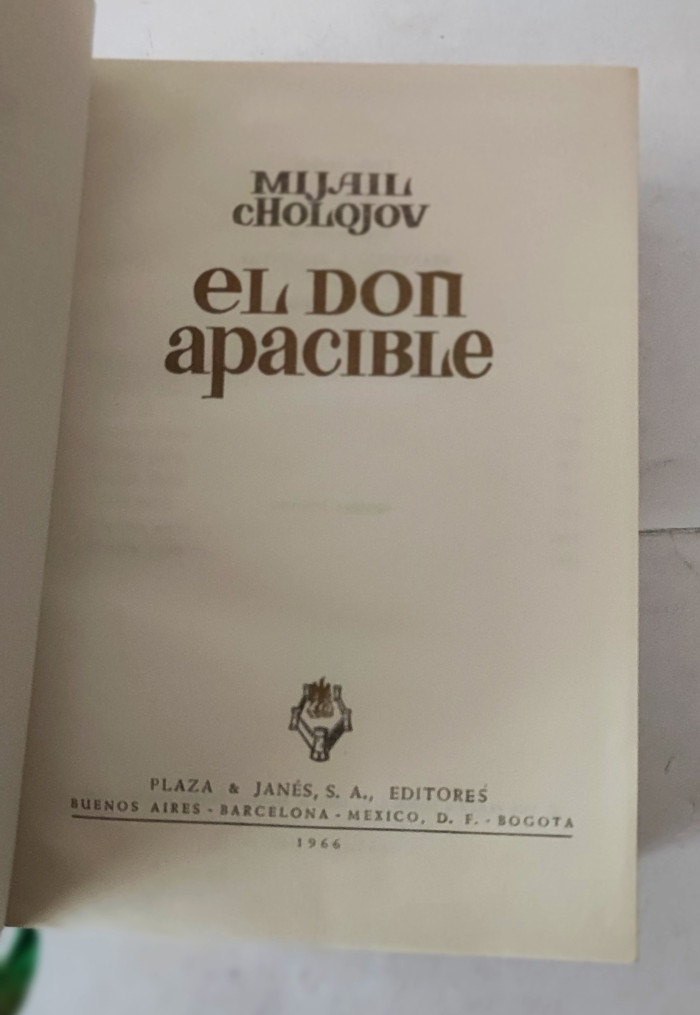 MIJAIL
CHOLOJOV
EL DON
APACIBLE
PLAZA & JANÉS, S. A., EDITORES
BUENOS AIRES - BARCELONA - MEXICO, D. F. - BOGOTA
1966